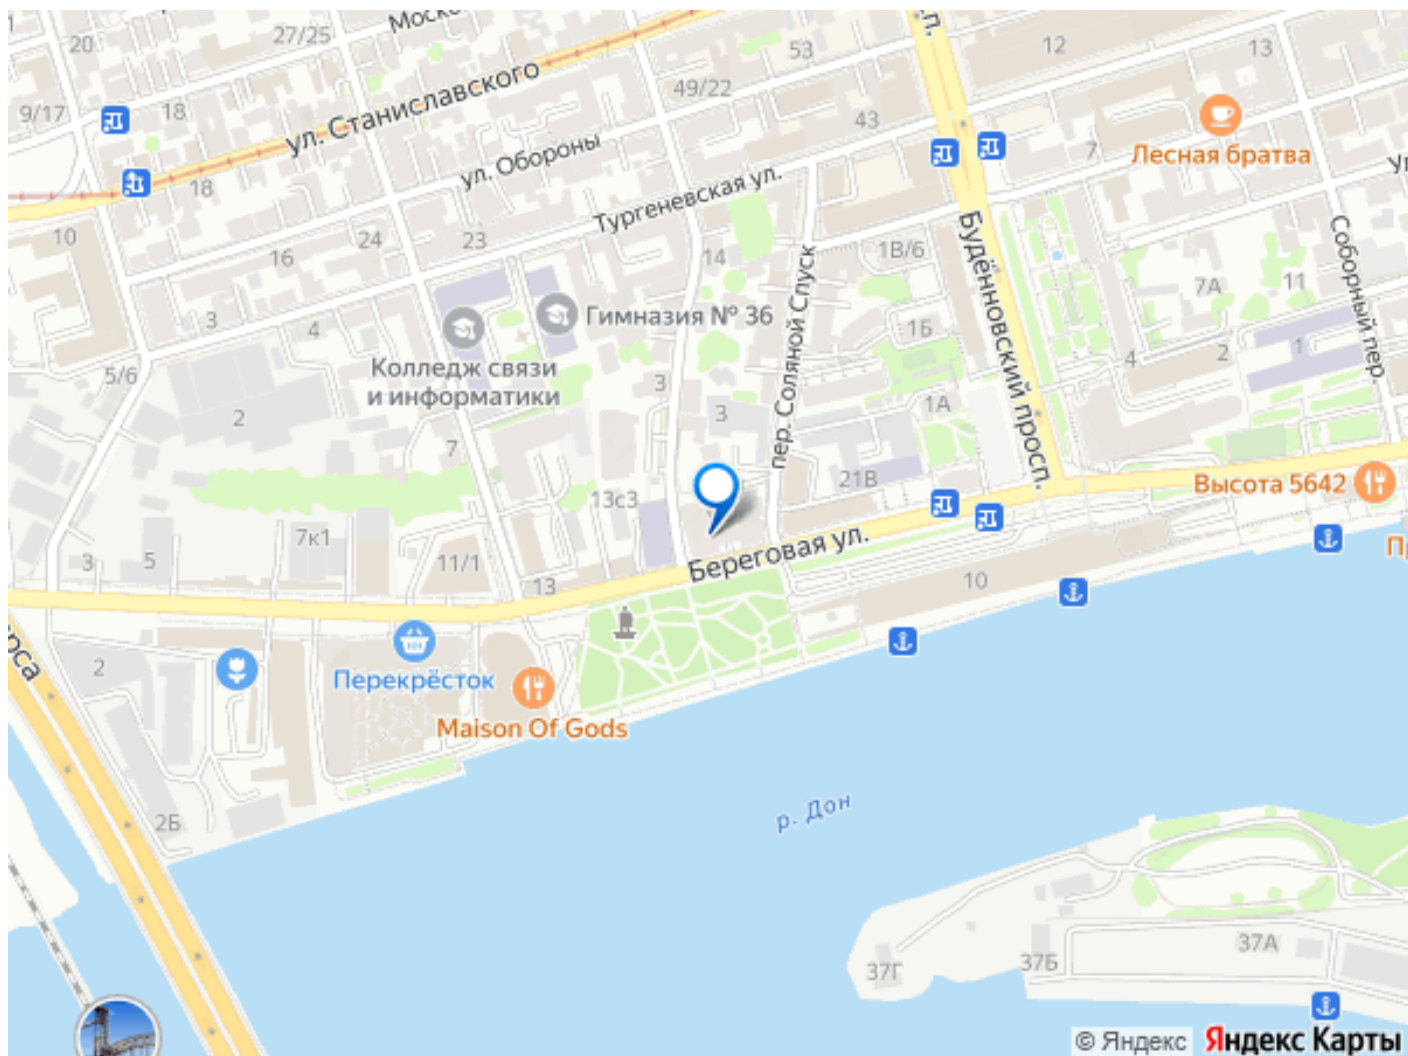 20
27/25
53
12
13
9/17
18
ул. Станиславского
49/22
43
7
Лесная братва
ул. Обороны
18
Тургеневская ул.
10
24
23
16
14
1В/6
Будённовский просп.
Соборный пер.
7А
11
3
4
Гимназия № 36
1Б
пер. Соляной Спуск
5/6
Колледж связи
и информатики
3
4
2
1
2
3
1А
7
21В
Высота 5642
13с3
7к1
Береговая ул.
3
5
11/1
13
10
2
Перекрёсток
Maison Of Gods
2Б
р. Дон
37Г
37Б
37А
© Яндекс
Яндекс Карты